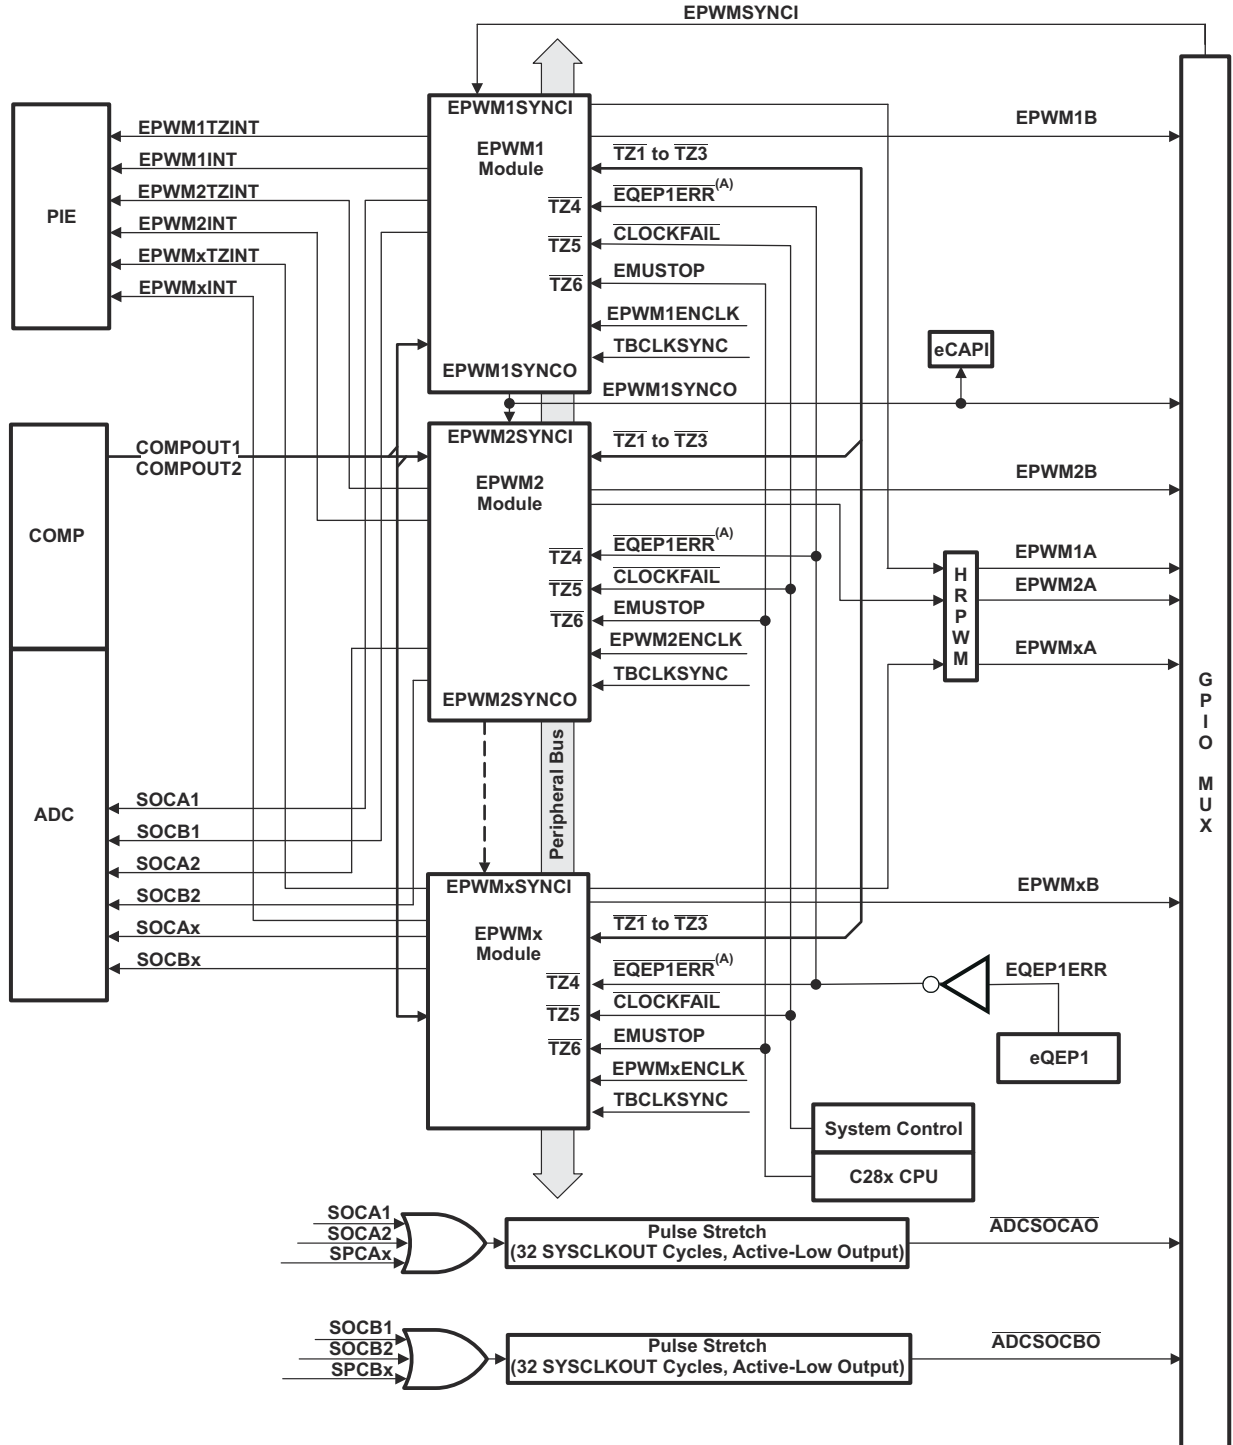 EPWMSYNCI
EPWM1SYNCI
EPWM1
Module
EPWM1TZINT
EPWM1INT
EPWM2TZINT
EPWM2INT
EPWMxTZINT
EPWMxINT
PIE
EPWM1B
TZ1 to TZ3
TZ4
EQEP1ERR(A)
TZ5
CLOCKFAIL
TZ6
EMUSTOP
EPWM1ENCLK
TBCLKSYNC
EPWM1SYNCO
eCAPI
EPWM1SYNCO
COMPOUT1
COMPOUT2
COMP
EPWM2SYNCI
EPWM2
Module
TZ1 to TZ3
EPWM2B
TZ4
EQEP1ERR(A)
TZ5
CLOCKFAIL
TZ6
EMUSTOP
EPWM2ENCLK
TBCLKSYNC
EPWM2SYNCO
HRPWM
EPWM1A
EPWM2A
EPWMxA
GPIO MUX
Peripheral Bus
ADC
SOCA1
SOCB1
SOCA2
SOCB2
SOCAx
SOCBx
EPWMxSYNCI
EPWMx
Module
EPWMxB
TZ1 to TZ3
TZ4
EQEP1ERR(A)
TZ5
CLOCKFAIL
TZ6
EMUSTOP
EPWMxENCLK
TBCLKSYNC
EQEP1ERR
eQEP1
System Control
C28x CPU
SOCA1
SOCA2
SPCAx
Pulse Stretch
(32 SYSCLKOUT Cycles, Active-Low Output)
ADCSOCAO
SOCB1
SOCB2
SPCBx
Pulse Stretch
(32 SYSCLKOUT Cycles, Active-Low Output)
ADCSOCBO